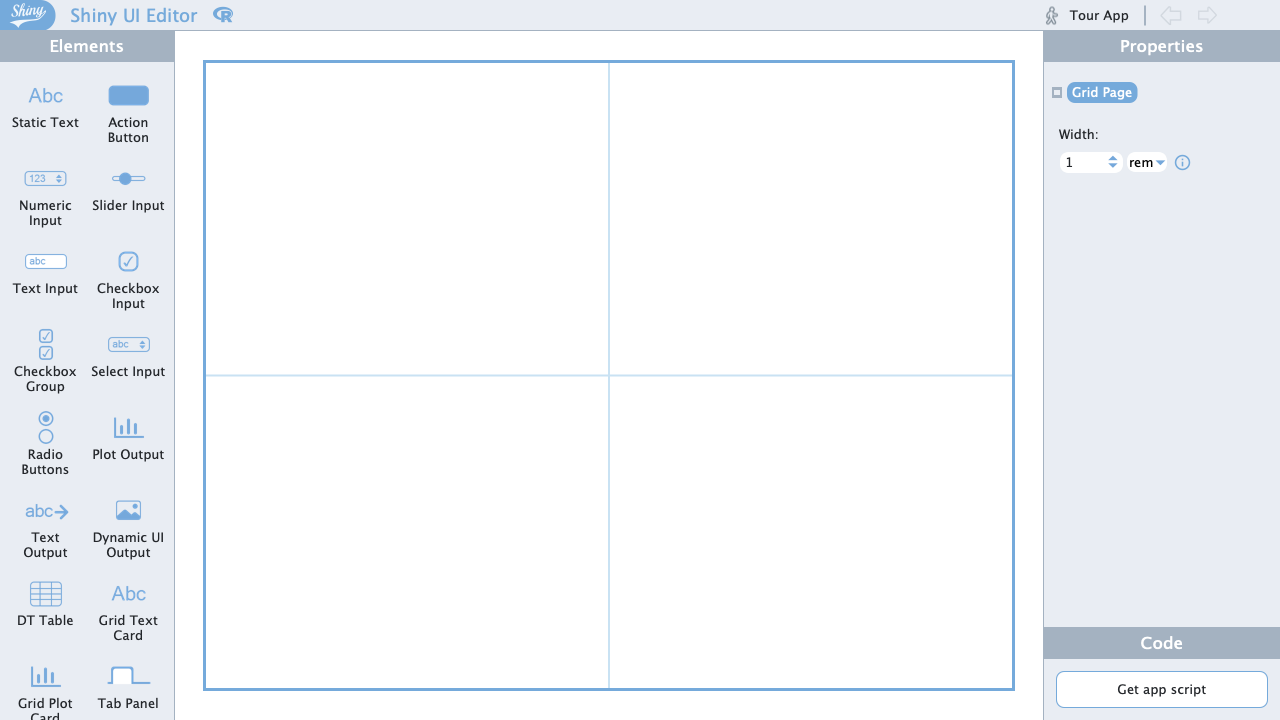 Shiny
Shiny UI Editor
R
Tour App
Elements
Abc
Static Text
Action
Button
123
Numeric
Input
Slider Input
abc
Text Input
Checkbox
Input
Checkbox
Group
abc
Select Input
Radio
Buttons
Plot Output
abc
Text
Output
Dynamic UI
Output
DT Table
Abc
Grid Text
Card
Grid Plot
Card
Tab Panel
Properties
Grid Page
Width:
1
rem
Code
Get app script